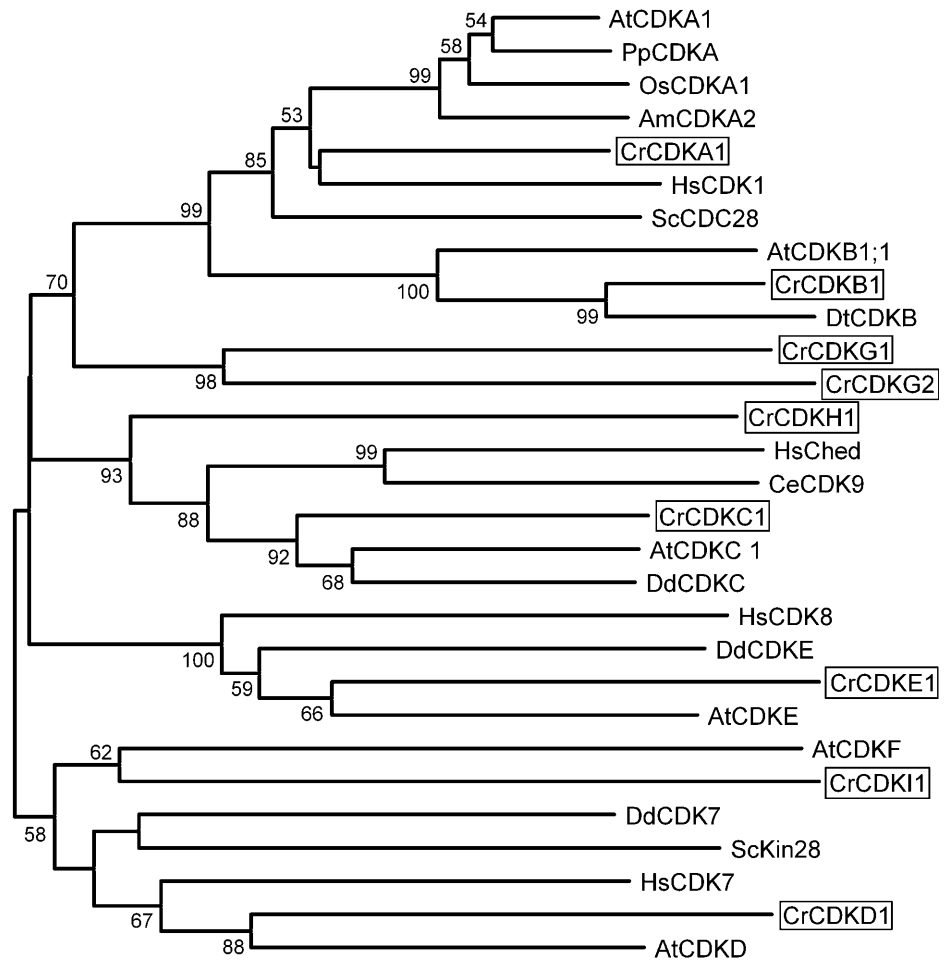 54
AtCDKA1
58
PpCDKA
99
OsCDKA1
53
AmCDKA2
85
CrCDKA1
HsCDK1
99
ScCDC28
AtCDKB1;1
70
100
CrCDKB1
99
DtCDKB
CrCDKG1
98
CrCDKG2
CrCDKH1
93
99
HsChed
CeCDK9
88
CrCDKC1
92
AtCDKC 1
68
DdCDKC
HsCDK8
100
DdCDKE
59
CrCDKE1
66
AtCDKE
62
AtCDKF
CrCDKI1
58
DdCDK7
ScKin28
HsCDK7
67
CrCDKD1
88
AtCDKD